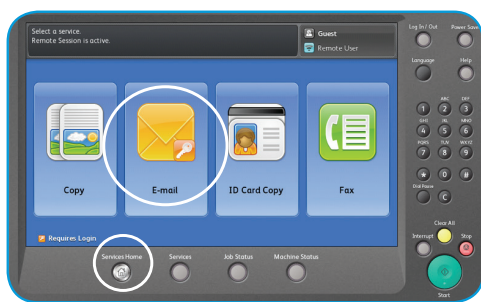 Select a service.
Remote Session is active.
Guest
Remote User
Copy
E-mail
ID Card Copy
Fax
Requires Login
Services Home
Services
Job Status
Machine Status
Log In / Out
Power Save
Language
Help
ABC
DEF
1
2
3
GHI
JKL
MNO
4
5
6
PQRS
TUV
WXYZ
7
8
9
*
0
#
Dial Pause
C
Clear All
Interrupt
Stop
Start